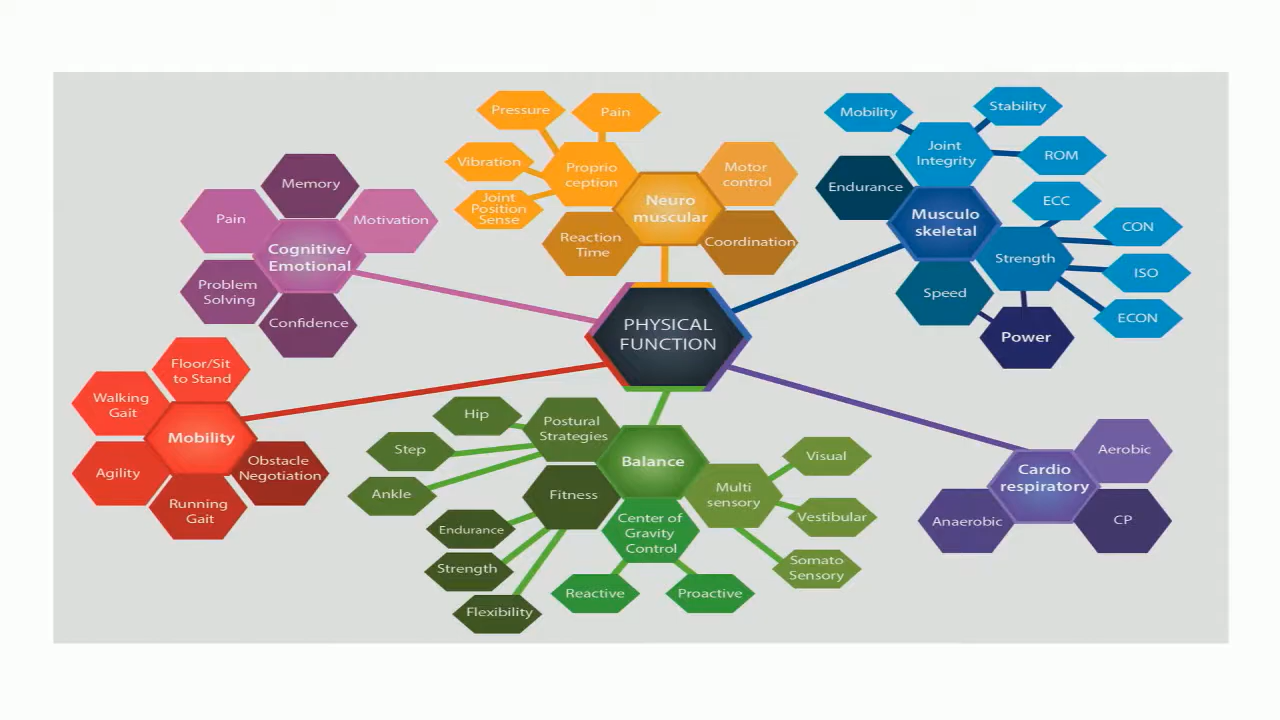 PHYSICAL
FUNCTION
Cognitive/
Emotional
Memory
Motivation
Pain
Problem
Solving
Confidence
Neuro
muscular
Proprio
ception
Pressure
Pain
Vibration
Joint
Position
Sense
Motor
control
Reaction
Time
Coordination
Musculo
skeletal
Joint
Integrity
Mobility
Stability
ROM
Endurance
Strength
ECC
CON
ISO
ECON
Speed
Power
Mobility
Floor/Sit
to Stand
Walking
Gait
Agility
Running
Gait
Obstacle
Negotiation
Balance
Postural
Strategies
Hip
Step
Ankle
Fitness
Endurance
Strength
Flexibility
Center of
Gravity
Control
Reactive
Proactive
Multi
sensory
Visual
Vestibular
Somato
Sensory
Cardio
respiratory
Aerobic
Anaerobic
CP